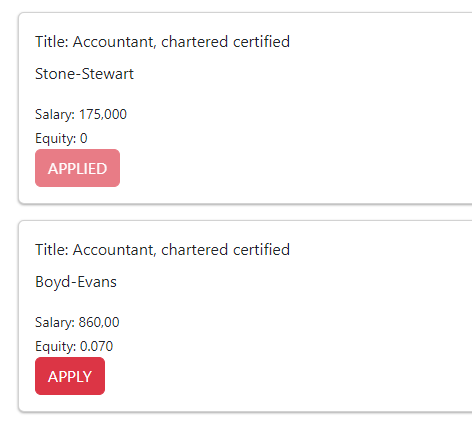 Title: Accountant, chartered certified
Stone-Stewart
Salary: 175,000
Equity: 0
APPLIED
Title: Accountant, chartered certified
Boyd-Evans
Salary: 860,00
Equity: 0.070
APPLY